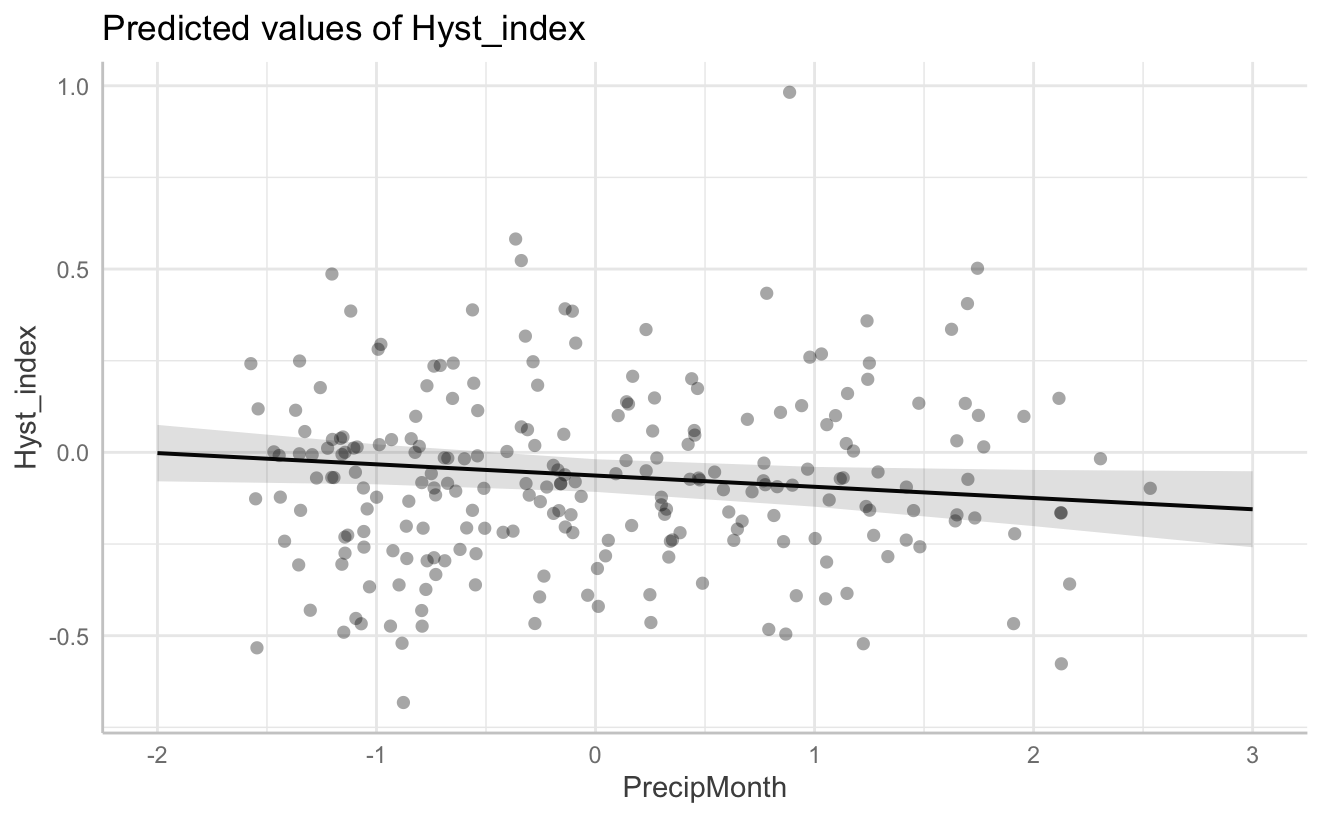 Predicted values of Hyst_index
1.0
0.5
0.0
-0.5
Hyst_index
-2 -1 0 1 2 3
PrecipMonth